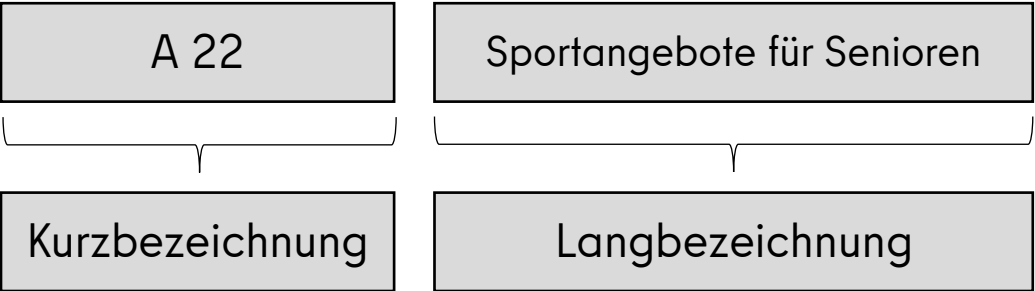 A 22
Sportangebote für Senioren
Kurzbezeichnung
Langbezeichnung